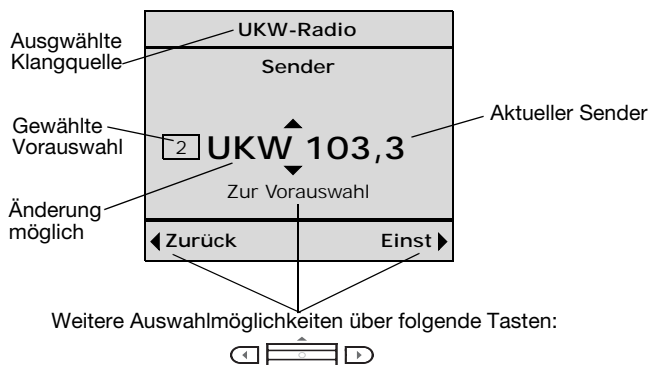 Ausgwählte
Klangquelle
UKW-Radio
Sender
Gewählte
Vorauswahl
2 UKW 103,3
Aktueller Sender
Zur Vorauswahl
Änderung
möglich
Zurück Einst
Weitere Auswahlmöglichkeiten über folgende Tasten: